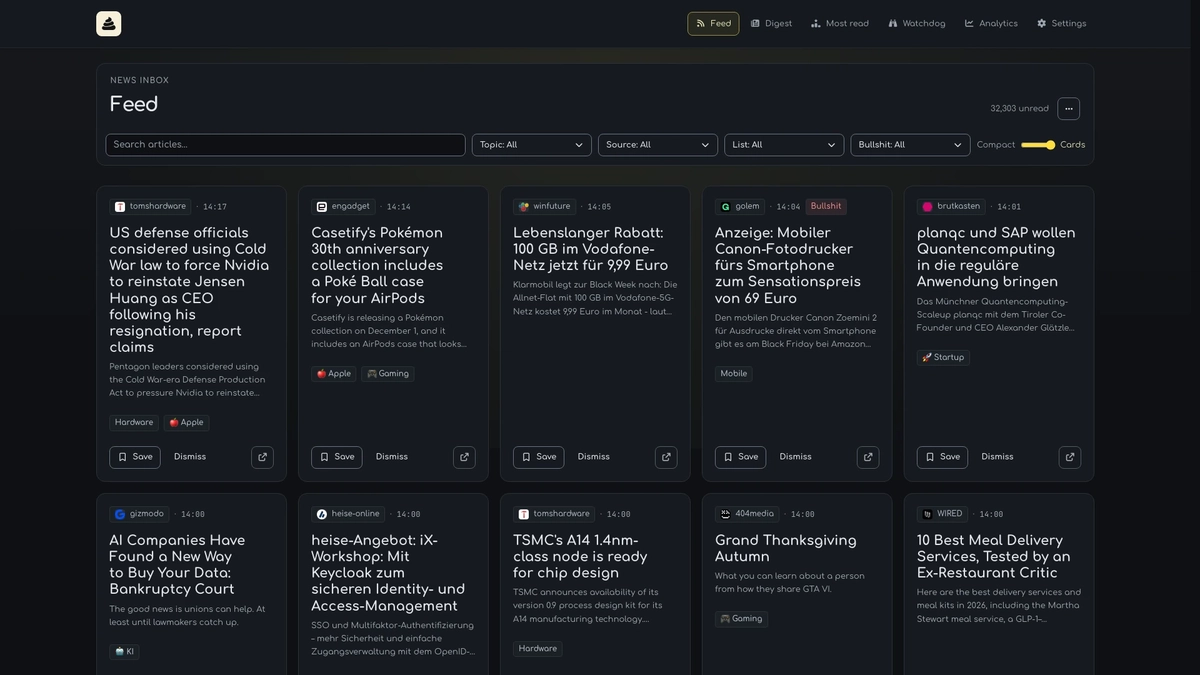 Feed
Digest
Most read
Watchdog
Analytics
Settings
NEWS INBOX
Feed
32,303 unread
Search articles...
Topic: All
Source: All
List: All
Bullshit: All
Compact
Cards
tomshardware · 14:17
US defense officials
considered using Cold
War law to force Nvidia
to reinstate Jensen
Huang as CEO
following his
resignation, report
claims
Pentagon leaders considered using
the Cold War-era Defense Production
Act to pressure Nvidia to reinstate...
Hardware
Apple
Save
Dismiss
engadget · 14:14
Casetify's Pokémon
30th anniversary
collection includes
a Poké Ball case
for your AirPods
Casetify is releasing a Pokémon
collection on December 1, and it
includes an AirPods case that looks...
Apple
Gaming
Save
Dismiss
winfuture · 14:05
Lebenslanger Rabatt:
100 GB im Vodafone-
Netz jetzt für 9,99 Euro
Klarmobil legt zur Black Week nach: Die
Allnet-Flat mit 100 GB im Vodafone-5G-
Netz kostet 9,99 Euro im Monat - laut...
Save
Dismiss
golem · 14:04 Bullshit
Anzeige: Mobiler
Canon-Fotodrucker
fürs Smartphone
zum Sensationspreis
von 69 Euro
Den mobilen Drucker Canon Zoemini 2
für Ausdrucke direkt vom Smartphone
gibt es am Black Friday bei Amazon...
Mobile
Save
Dismiss
brutkasten · 14:01
planqc und SAP wollen
Quantencomputing
in die reguläre
Anwendung bringen
Das Münchner Quantencomputing-
Scaleup planqc mit dem Tiroler Co-
Founder und CEO Alexander Glätzle...
Startup
Save
Dismiss
gizmodo · 14:00
AI Companies Have
Found a New Way
to Buy Your Data:
Bankruptcy Court
The good news is unions can help. At
least until lawmakers catch up.
KI
heise-online · 14:00
heise-Angebot: iX-
Workshop: Mit
Keycloak zum
sicheren Identity- und
Access-Management
SSO und Multifaktor-Authentifizierung
– mehr Sicherheit und einfache
Zugangsverwaltung mit dem OpenID-...
tomshardware · 14:00
TSMC's A14 1.4nm-
class node is ready
for chip design
TSMC announces availability of its
version 0.9 process design kit for its
A14 manufacturing technology....
Hardware
404media · 14:00
Grand Thanksgiving
Autumn
What you can learn about a person
from how they share GTA VI.
Gaming
WIRED · 14:00
10 Best Meal Delivery
Services, Tested by an
Ex-Restaurant Critic
Here are the best delivery services and
meal kits in 2026, including the Martha
Stewart meal service, a GLP-1-...